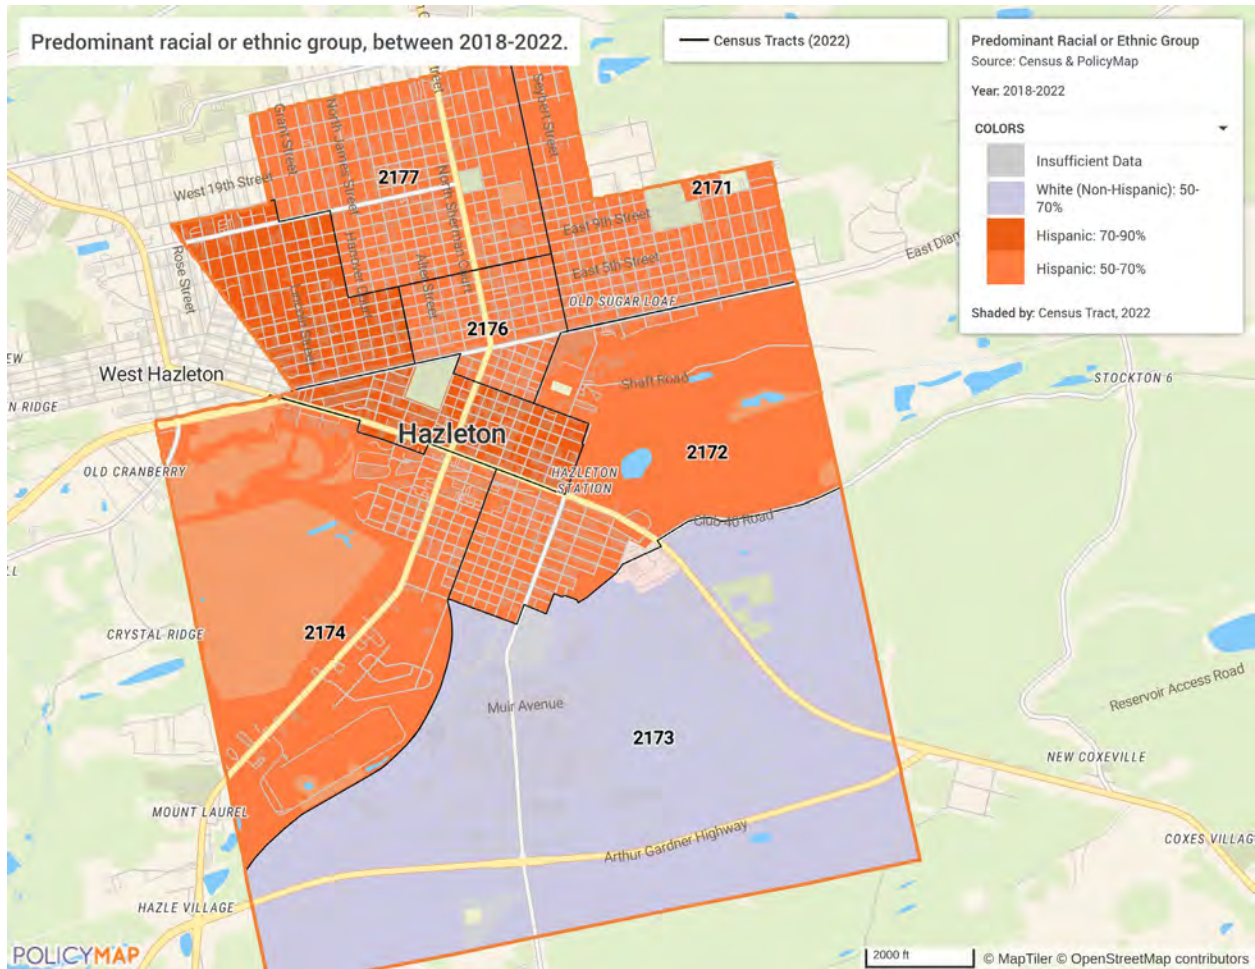 Predominant racial or ethnic group, between 2018-2022.
Census Tracts (2022)
Predominant Racial or Ethnic Group
Source: Census & PolicyMap
Year: 2018-2022
COLORS
Insufficient Data
White (Non-Hispanic): 50-
70%
Hispanic: 70-90%
Hispanic: 50-70%
Shaded by: Census Tract, 2022
Grant Street
North James Street
Seybert Street
West 19th Street
2177
2171
North Sherman Court
East 9th Street
Rose Street
Hanover Court
Alter Street
East 5th Street
OLD SUGAR LOAF
2176
West Hazleton
Shaft Road
STOCKTON 6
N RIDGE
Hazleton
2172
OLD CRANBERRY
HAZLETON
STATION
Club 40 Road
2174
CRYSTAL RIDGE
Reservoir Access Road
Muir Avenue
2173
NEW COXEVILLE
MOUNT LAUREL
Arthur Gardner Highway
COXES VILLAG
HAZLE VILLAGE
POLICYMAP
2000 ft
© MapTiler © OpenStreetMap contributors